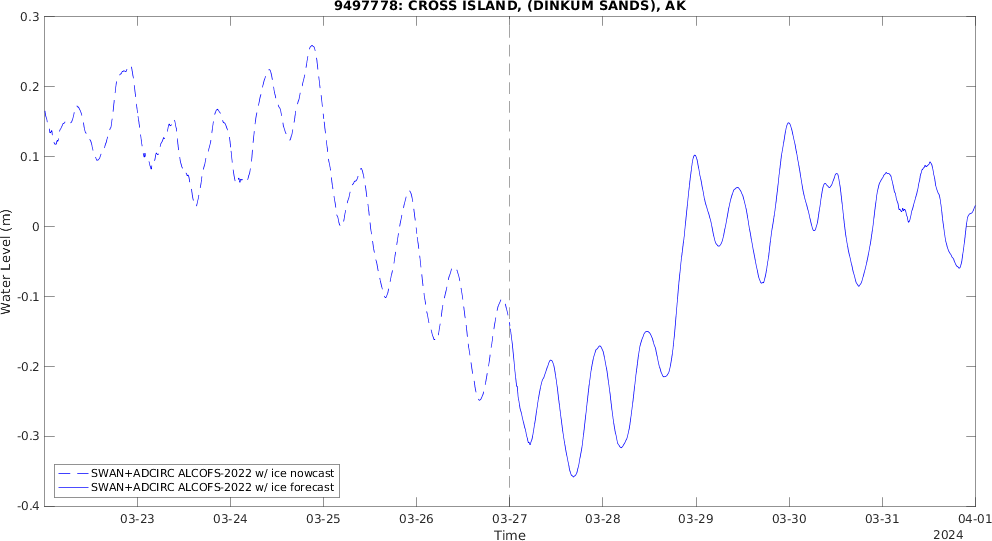 9497778: CROSS ISLAND, (DINKUM SANDS), AK
0.3
0.2
0.1
0
-0.1
-0.2
-0.3
-0.4
Water Level (m)
SWAN+ADCIRC ALCOFS-2022 w/ ice nowcast
SWAN+ADCIRC ALCOFS-2022 w/ ice forecast
03-23 03-24 03-25 03-26 03-27 03-28 03-29 03-30 03-31 04-01
Time
2024